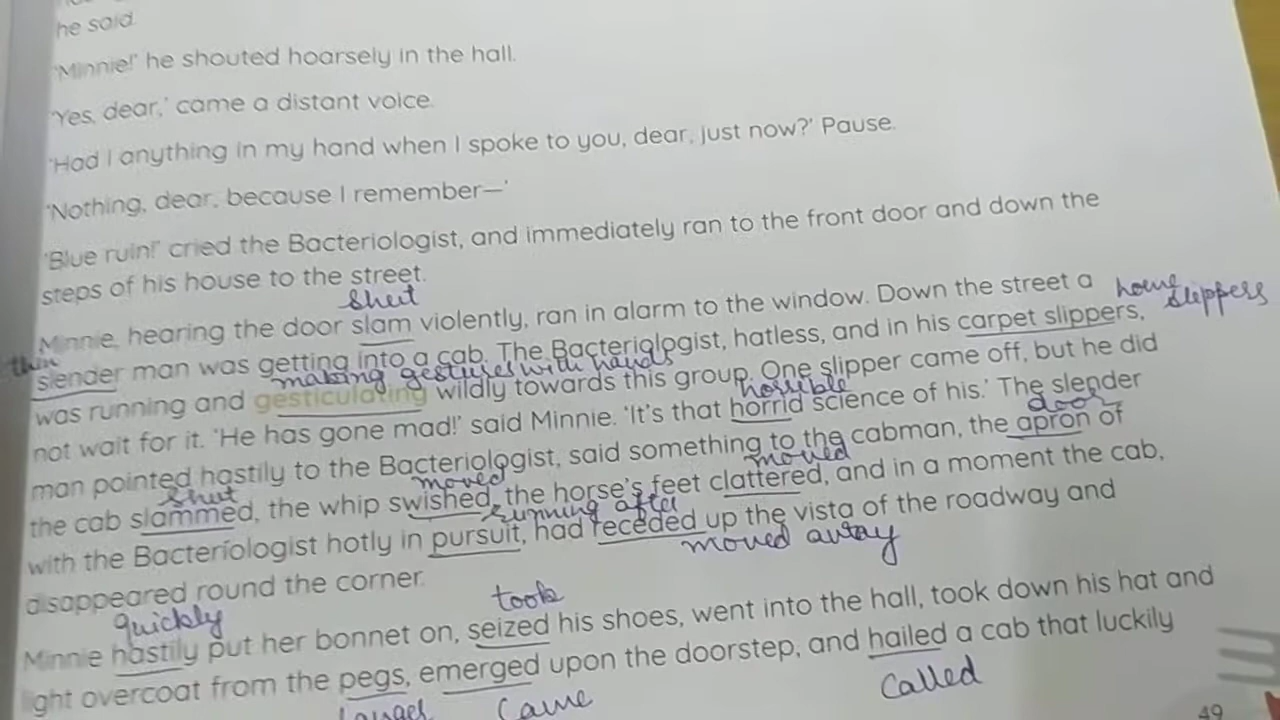 he said.
'Minnie!' he shouted hoarsely in the hall.
'Yes, dear,' came a distant voice.
'Had I anything in my hand when I spoke to you, dear, just now?' Pause.
'Nothing, dear, because I remember—'
'Blue ruin!' cried the Bacteriologist, and immediately ran to the front door and down the
steps of his house to the street.
shut
home slippers
Minnie, hearing the door slam violently, ran in alarm to the window. Down the street a
thin
slender man was getting into a cab. The Bacteriologist, hatless, and in his carpet slippers,
making gestures with hands
was running and gesticulating wildly towards this group. One slipper came off, but he did
horrible
not wait for it. 'He has gone mad!' said Minnie. 'It's that horrid science of his.' The slender
door
man pointed hastily to the Bacteriologist, said something to the cabman, the apron of
shut moved moved
the cab slammed, the whip swished, the horse's feet clattered, and in a moment the cab,
running after
with the Bacteriologist hotly in pursuit, had receded up the vista of the roadway and
moved away
disappeared round the corner.
quickly took
Minnie hastily put her bonnet on, seized his shoes, went into the hall, took down his hat and
light overcoat from the pegs, emerged upon the doorstep, and hailed a cab that luckily
came called
49